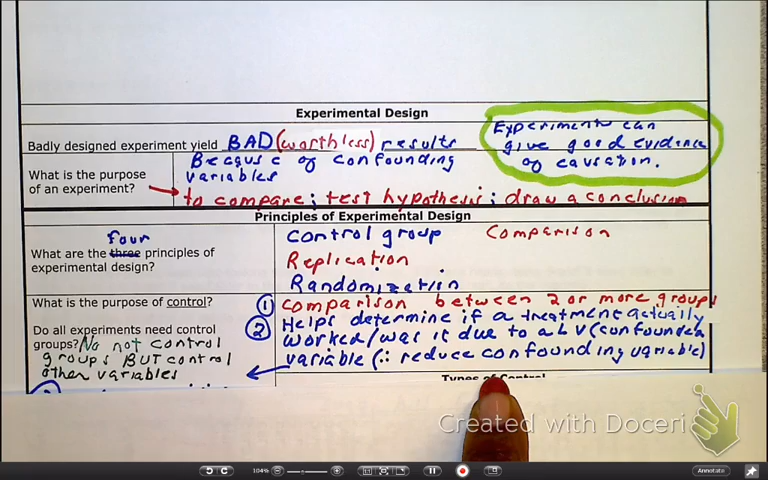 Experimental Design
Badly designed experiment yield BAD (worthless) results
Because of confounding
variables
Experiments can
give good evidence
of causation.
What is the purpose
of an experiment?
to compare; test hypothesis; draw a conclusion
Principles of Experimental Design
four
What are the three principles of
experimental design?
Control group Comparison
Replication
Randomization
What is the purpose of control?
① Comparison between 2 or more groups
Do all experiments need control
groups? No not control
groups BUT control
other variables
② Helps determine if a treatment actually
worked/was it due to a LV (confounded
variable (∴ reduce confounding variable)
Types of Control
Created with Doceri
104%
Annotate